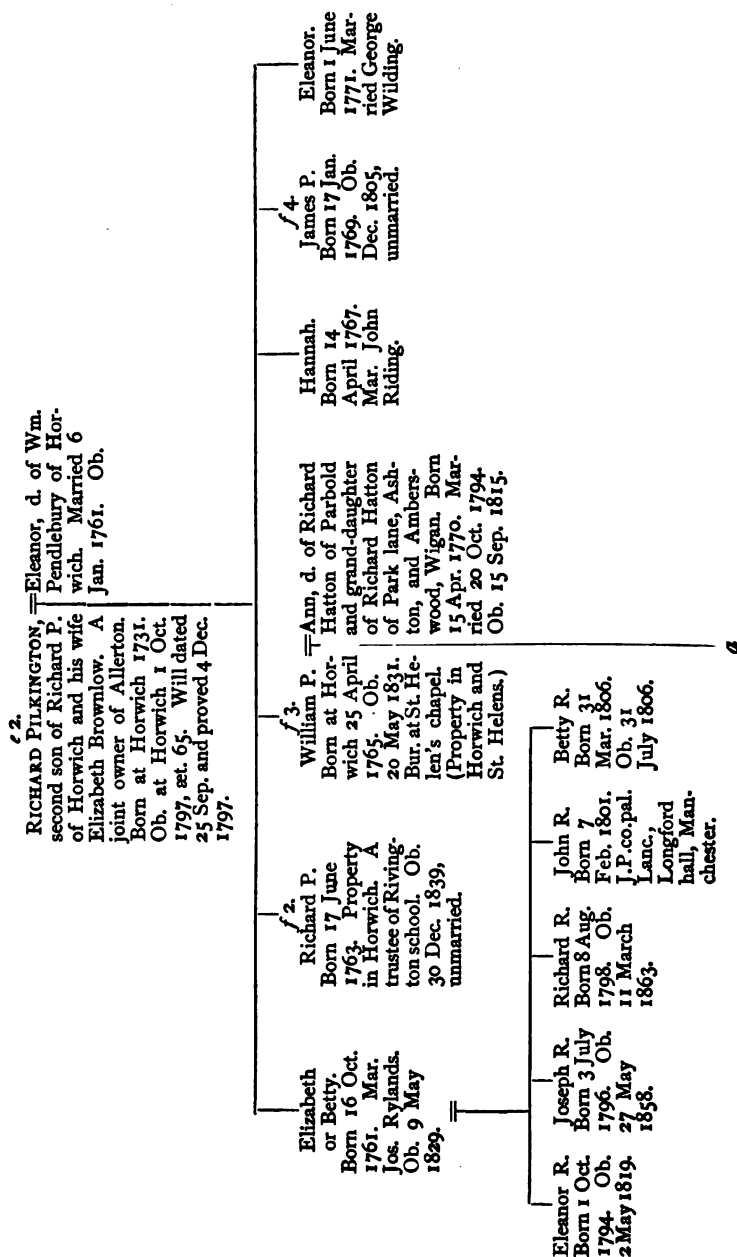 e 2.
RICHARD PILKINGTON,
second son of Richard P.
of Horwich and his wife
Elizabeth Brownlow. A
joint owner of Allerton.
Born at Horwich 1731.
Ob. at Horwich 1 Oct.
1797, æt. 65. Will dated
25 Sep. and proved 4 Dec.
1797.
Eleanor, d. of Wm.
Pendlebury of Hor-
wich. Married 6
Jan. 1761. Ob.
Elizabeth
or Betty.
Born 16 Oct.
1761. Mar.
Jos. Rylands.
Ob. 9 May
1829.
f 2.
Richard P.
Born 17 June
1763. Property
in Horwich. A
trustee of Riving-
ton school. Ob.
30 Dec. 1839,
unmarried.
f 3.
William P.
Born at Hor-
wich 25 April
1765. Ob.
20 May 1831.
Bur. at St. He-
len's chapel.
(Property in
Horwich and
St. Helens.)
Ann, d. of Richard
Hatton of Parbold
and grand-daughter
of Richard Hatton
of Park lane, Ash-
ton, and Ambers-
wood, Wigan. Born
15 Apr. 1770. Mar-
ried 20 Oct. 1794.
Ob. 15 Sep. 1815.
Hannah.
Born 14
April 1767.
Mar. John
Riding.
f 4.
James P.
Born 17 Jan.
1769. Ob.
Dec. 1805,
unmarried.
Eleanor.
Born 1 June
1771. Mar-
ried George
Wilding.
Eleanor R.
Born 1 Oct.
1794. Ob.
2 May 1819.
Joseph R.
Born 3 July
1796. Ob.
27 May
1858.
Richard R.
Born 8 Aug.
1798. Ob.
11 March
1863.
John R.
Born 7
Feb. 1801.
J.P. co. pal.
Lanc.,
Longford
hall, Man-
chester.
Betty R.
Born 31
Mar. 1806.
Ob. 31
July 1806.
a